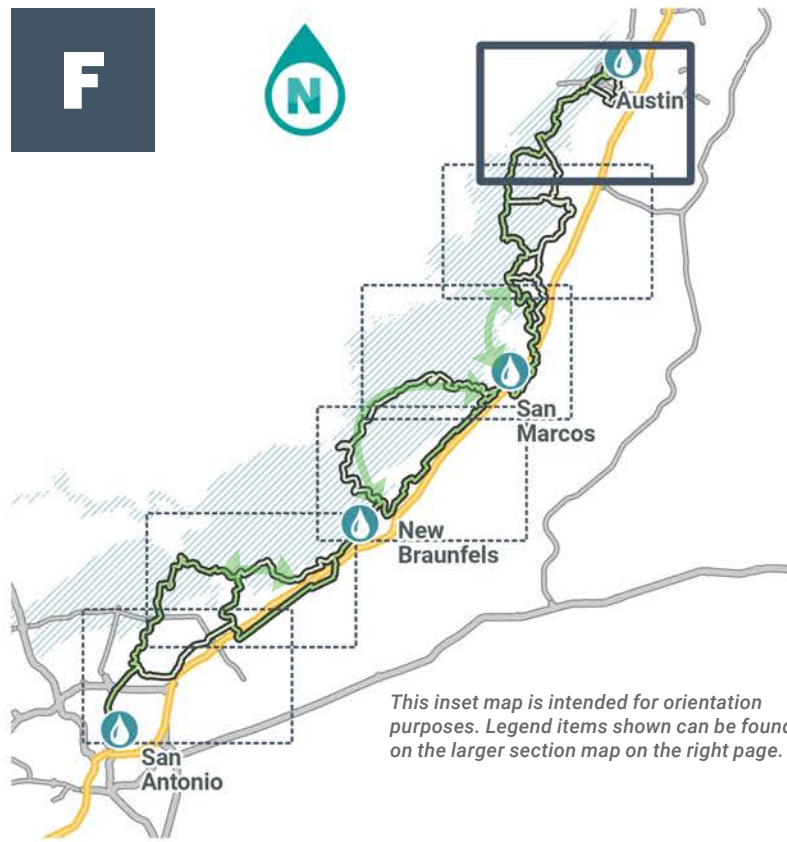 F
N
Austin
San
Marcos
New
Braunfels
This inset map is intended for orientation
purposes. Legend items shown can be found
on the larger section map on the right page.
San
Antonio